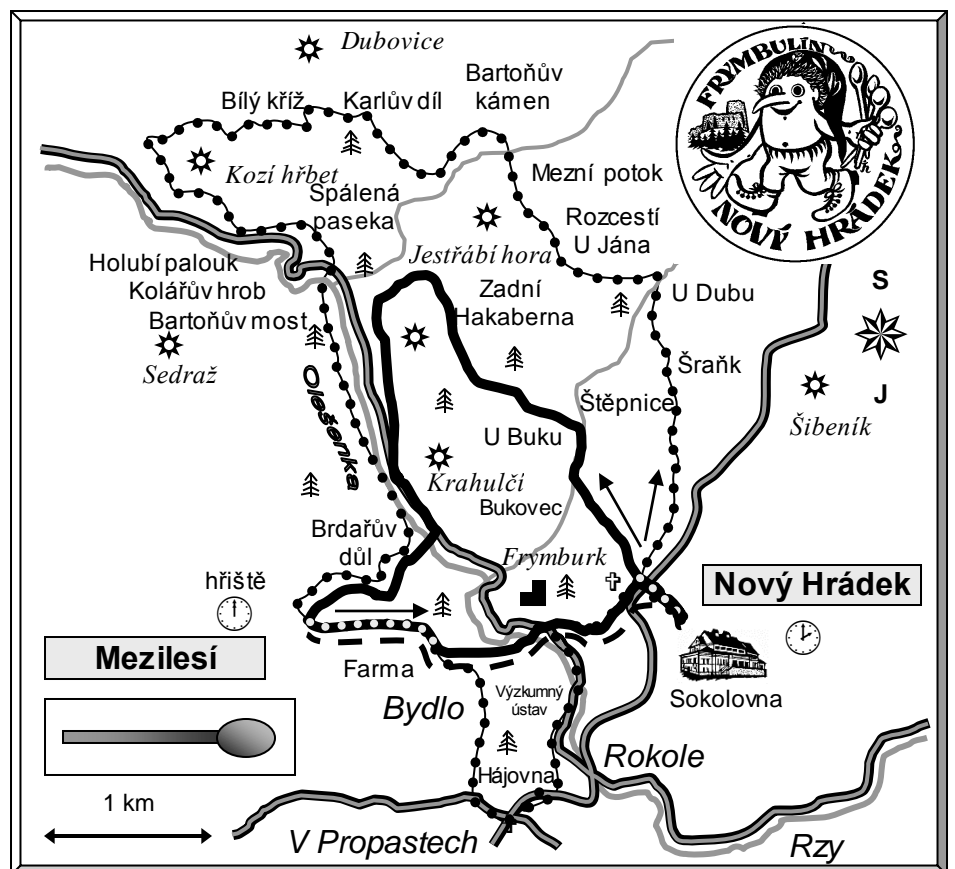 Dubovice
FRÝMBULÍN
NOVÝ HRÁDEK
Bartoňův
kámen
Bílý kříž
Karlův díl
Mezní potok
Kozí hřbet
Spálená
paseka
Rozcestí
U Jána
Jestřábí hora
Holubí palouk
Kolářův hrob
Bartoňův most
Zadní
Hakaberna
U Dubu
S
J
Sedraž
Šraňk
Olešenka
Štěpnice
Šibeník
U Buku
Krahulčí
Bukovec
Brdařův
důl
Frymburk
hřiště
Nový Hrádek
Mezilesí
Farma
Sokolovna
Bydlo
Výzkumný
ústav
Rokole
Hájovna
1 km
V Propastech
Rzy